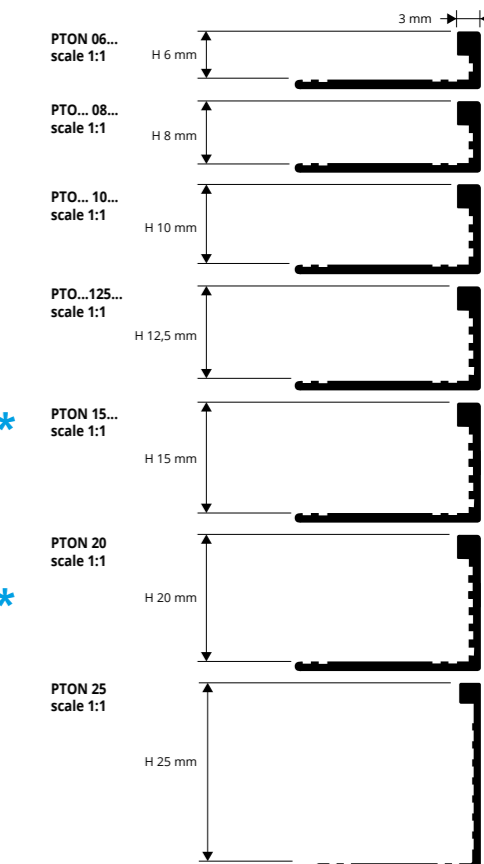 3 mm
PTON 06...
scale 1:1
H 6 mm
PTO... 08...
scale 1:1
H 8 mm
PTO... 10...
scale 1:1
H 10 mm
PTO...125...
scale 1:1
H 12,5 mm
*
PTON 15...
scale 1:1
H 15 mm
PTON 20
scale 1:1
*
H 20 mm
PTON 25
scale 1:1
H 25 mm